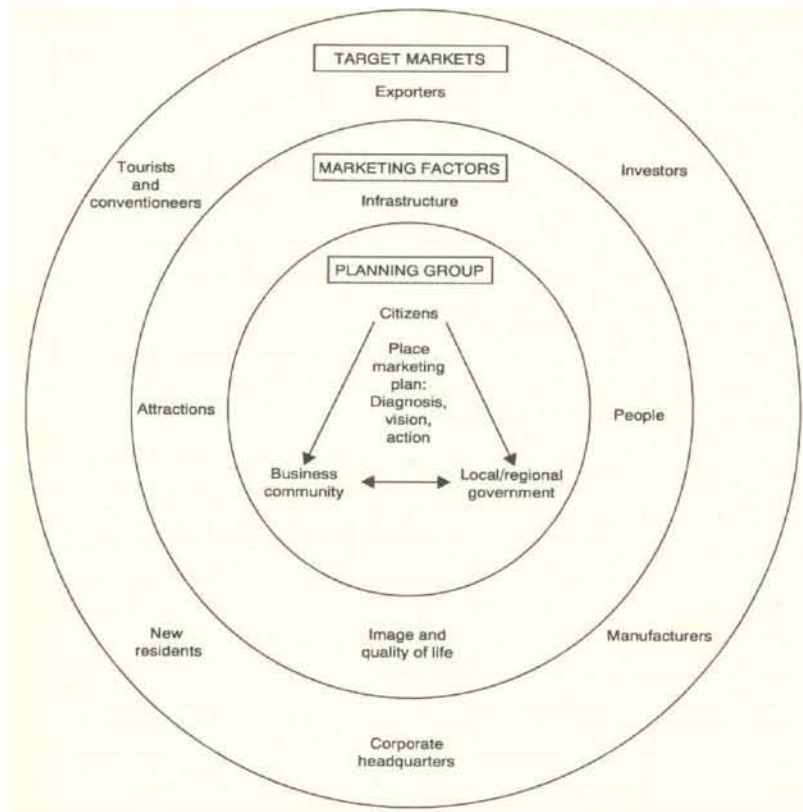 TARGET MARKETS
Exporters
Tourists
and
conventioneers
Investors
MARKETING FACTORS
Infrastructure
PLANNING GROUP
Citizens
Place
marketing
plan:
Diagnosis,
vision,
action
Attractions
People
Business
community
Local/regional
government
New
residents
Image and
quality of life
Manufacturers
Corporate
headquarters